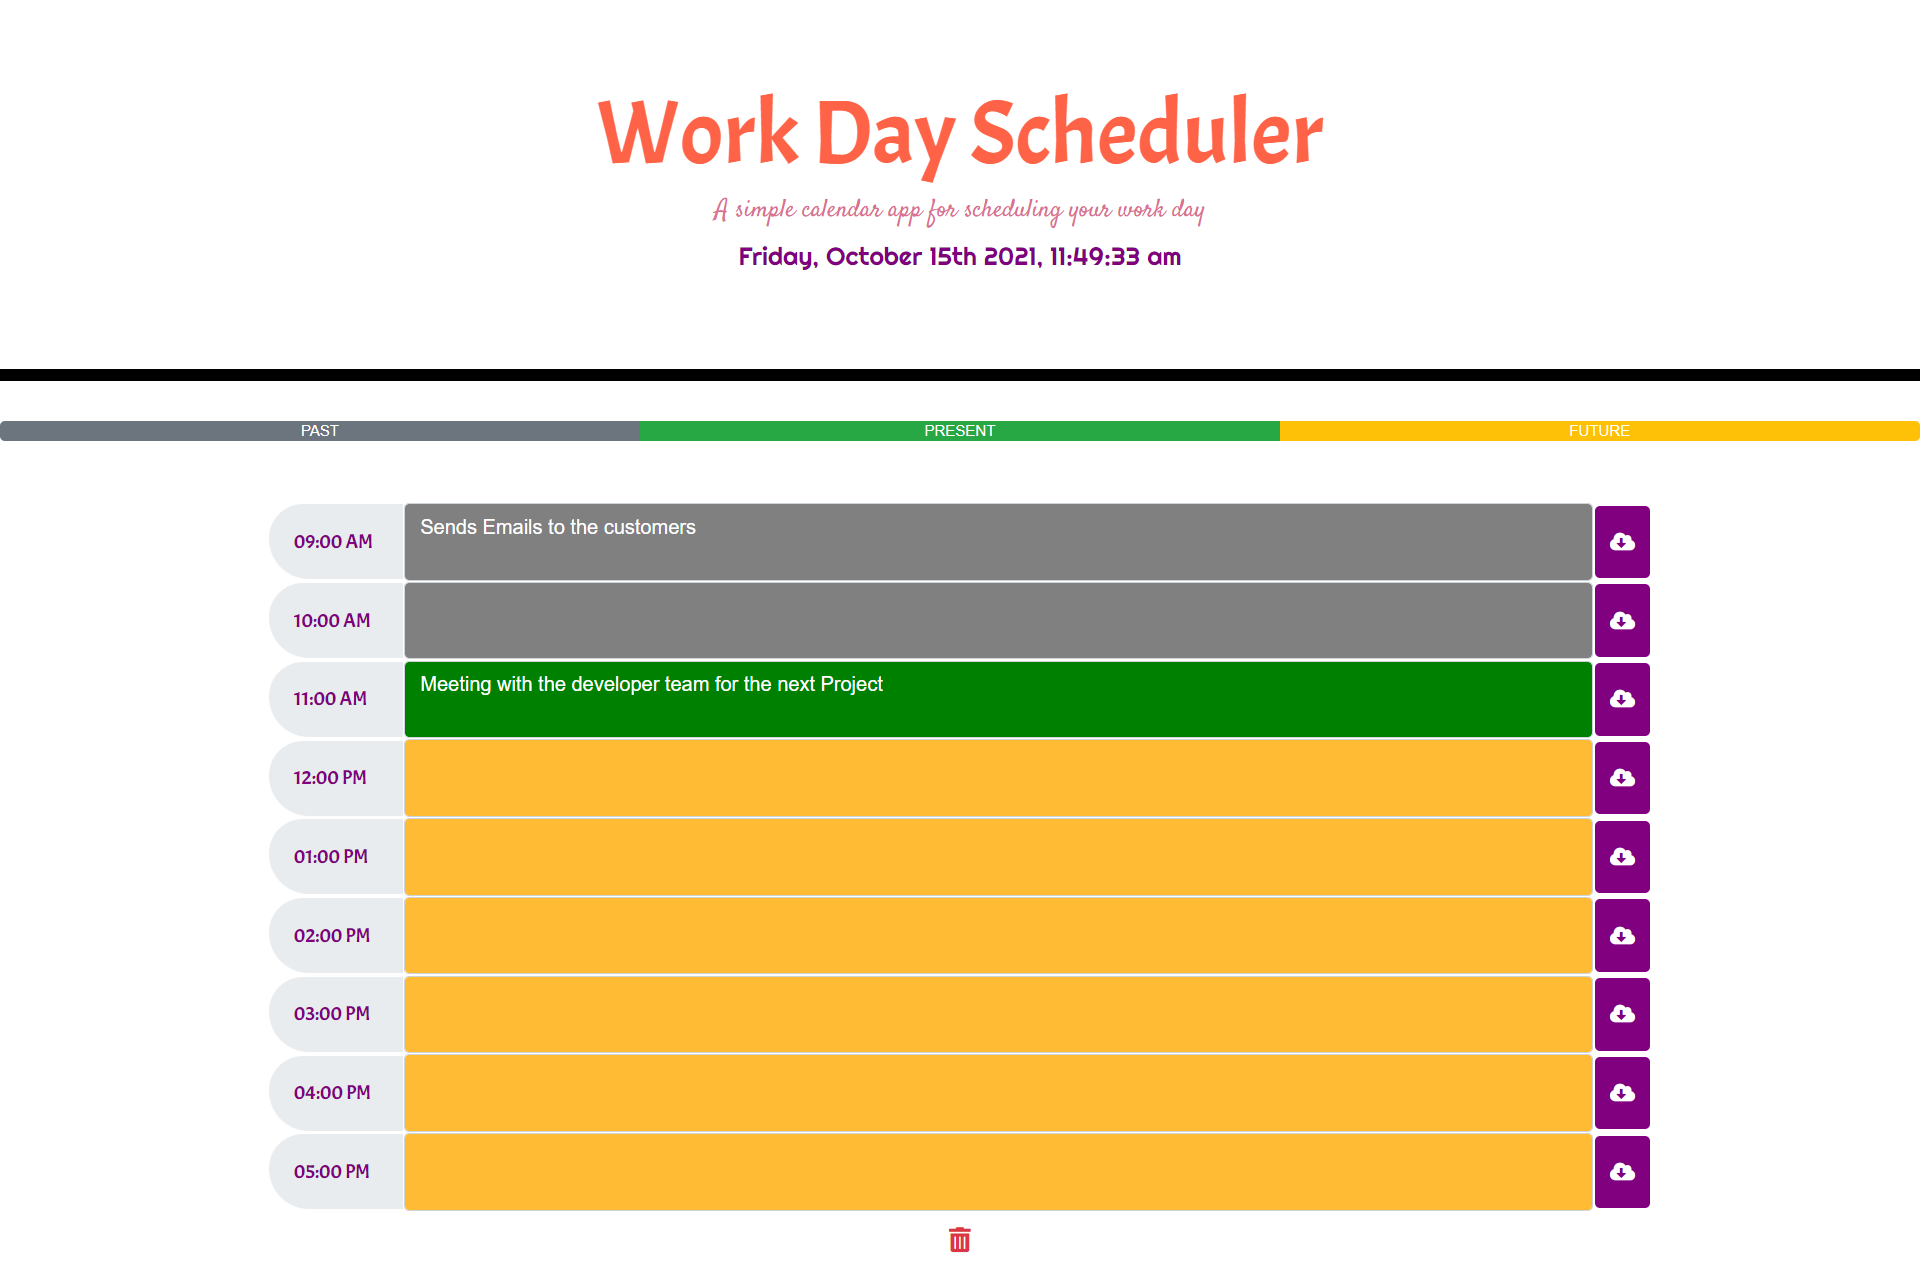 Work Day Scheduler
A simple calendar app for scheduling your work day
Friday, October 15th 2021, 11:49:33 am
PAST PRESENT FUTURE
09:00 AM Sends Emails to the customers
10:00 AM
11:00 AM Meeting with the developer team for the next Project
12:00 PM
01:00 PM
02:00 PM
03:00 PM
04:00 PM
05:00 PM